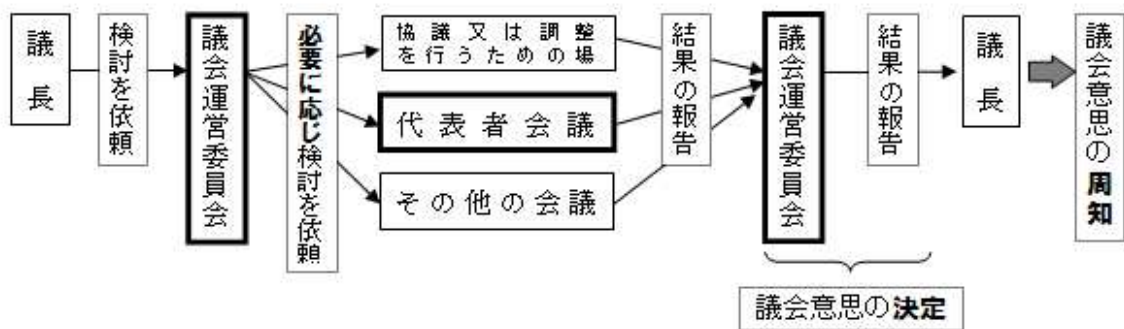 議長
検討を依頼
議会運営委員会
必要に応じ検討を依頼
協議又は調整
を行うための場
代表者会議
その他の会議
結果の報告
議会運営委員会
結果の報告
議長
議会意思の周知
議会意思の決定